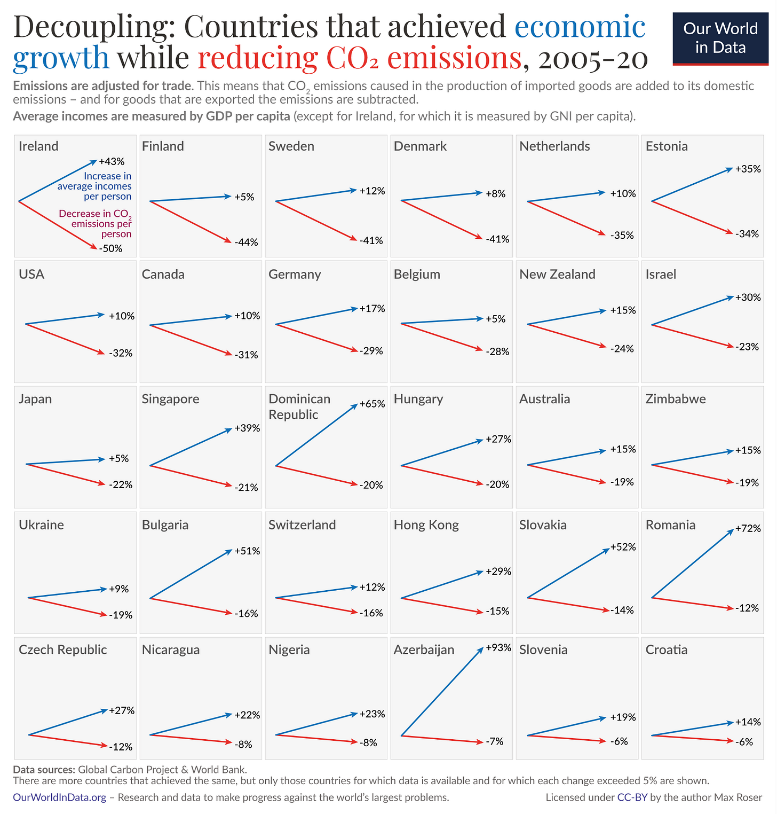 Decoupling: Countries that achieved economic
growth while reducing CO₂ emissions, 2005-20
Our World
in Data
Emissions are adjusted for trade. This means that CO₂ emissions caused in the production of imported goods are added to its domestic
emissions – and for goods that are exported the emissions are subtracted.
Average incomes are measured by GDP per capita (except for Ireland, for which it is measured by GNI per capita).
Ireland
+43%
Increase in
average incomes
per person
Decrease in CO₂
emissions per
person
-50%
Finland
+5%
-44%
Sweden
+12%
-41%
Denmark
+8%
-41%
Netherlands
+10%
-35%
Estonia
+35%
-34%
USA
+10%
-32%
Canada
+10%
-31%
Germany
+17%
-29%
Belgium
+5%
-28%
New Zealand
+15%
-24%
Israel
+30%
-23%
Japan
+5%
-22%
Singapore
+39%
-21%
Dominican
Republic
+65%
-20%
Hungary
+27%
-20%
Australia
+15%
-19%
Zimbabwe
+15%
-19%
Ukraine
+9%
-19%
Bulgaria
+51%
-16%
Switzerland
+12%
-16%
Hong Kong
+29%
-15%
Slovakia
+52%
-14%
Romania
+72%
-12%
Czech Republic
+27%
-12%
Nicaragua
+22%
-8%
Nigeria
+23%
-8%
Azerbaijan
+93%
-7%
Slovenia
+19%
-6%
Croatia
+14%
-6%
Data sources: Global Carbon Project & World Bank.
There are more countries that achieved the same, but only those countries for which data is available and for which each change exceeded 5% are shown.
OurWorldInData.org – Research and data to make progress against the world's largest problems.
Licensed under CC-BY by the author Max Roser